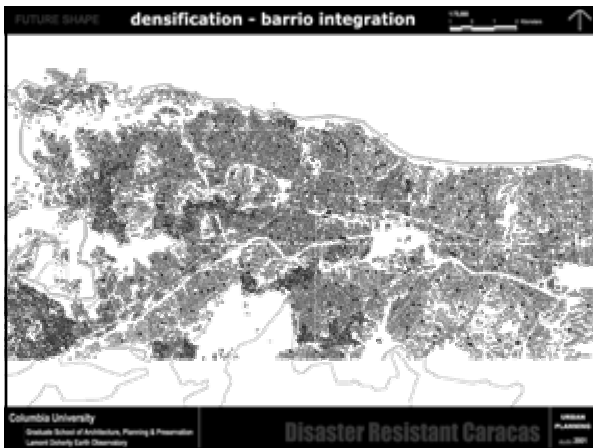 FUTURE SHAPE
densification - barrio integration
Columbia University
Graduate School of Architecture, Planning & Preservation
Lamont Doherty Earth Observatory
Disaster Resistant Caracas
URBAN
PLANNING
2001